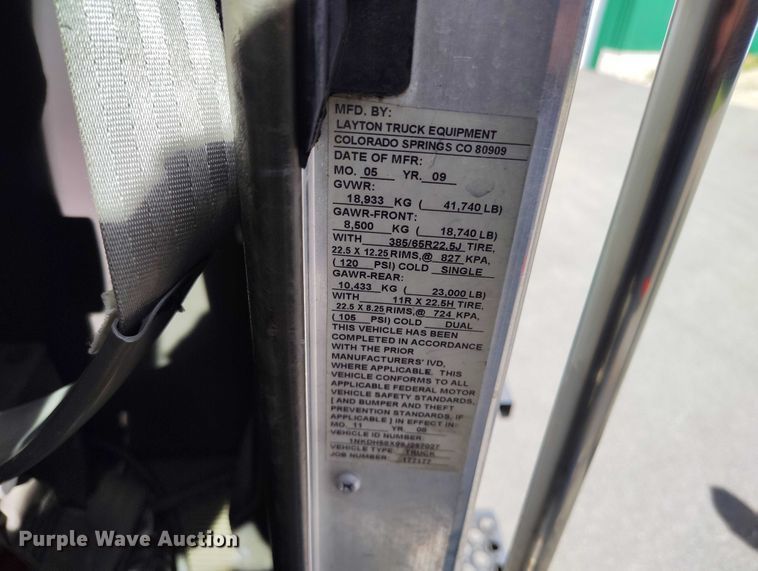 MFD. BY:
LAYTON TRUCK EQUIPMENT
COLORADO SPRINGS CO 80909
DATE OF MFR:
MO. 05 YR. 09
GVWR:
18,933 KG ( 41,740 LB)
GAWR-FRONT:
8,500 KG ( 18,740 LB)
WITH 385/65R22.5J TIRE,
22.5 X 12.25 RIMS,@ 827 KPA,
( 120 PSI) COLD SINGLE
GAWR-REAR:
10,433 KG ( 23,000 LB)
WITH 11R X 22.5H TIRE,
22.5 X 8.25 RIMS,@ 724 KPA,
( 105 PSI) COLD DUAL
THIS VEHICLE HAS BEEN
COMPLETED IN ACCORDANCE
WITH THE PRIOR
MANUFACTURERS' IVD,
WHERE APPLICABLE. THIS
VEHICLE CONFORMS TO ALL
APPLICABLE FEDERAL MOTOR
VEHICLE SAFETY STANDARDS,
[ AND BUMPER AND THEFT
PREVENTION STANDARDS, IF
APPLICABLE ] IN EFFECT IN:
MO. 11 YR. 08
VEHICLE ID NUMBER:
VEHICLE TYPE TRUCK
JOB NUMBER: 177177
Purple Wave Auction